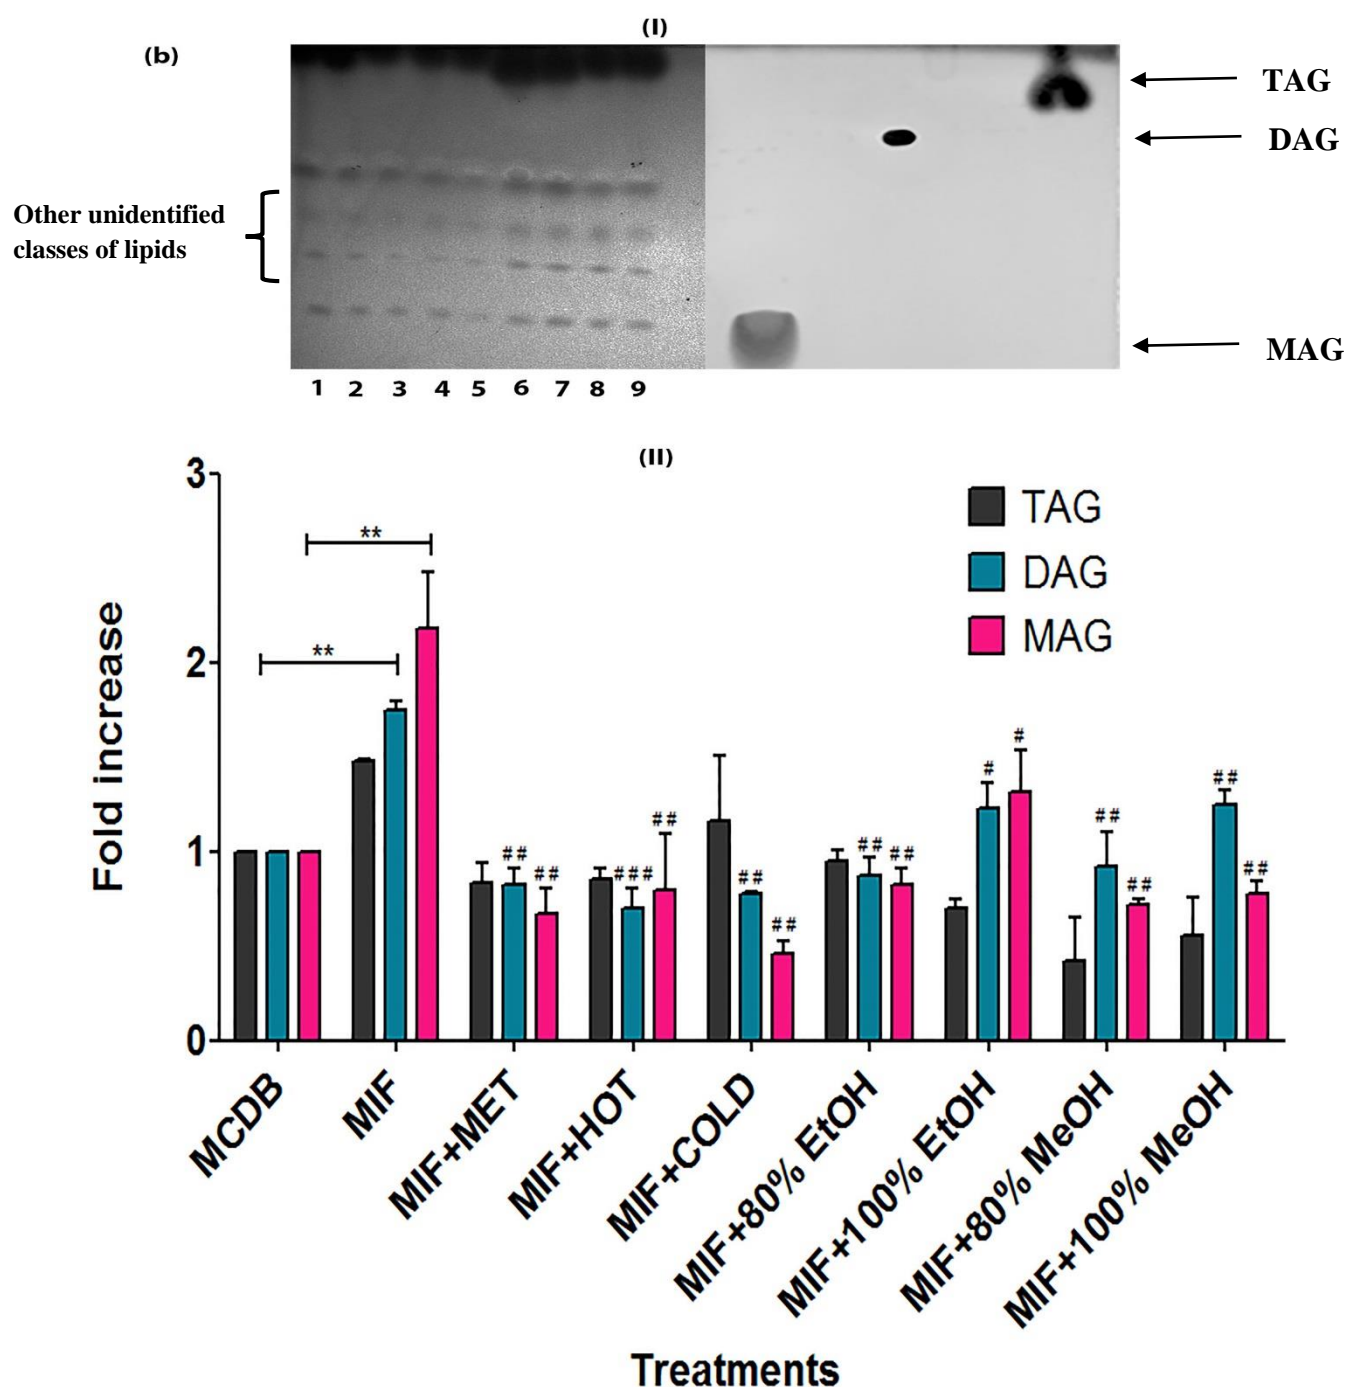 (I)
(b)
TAG
DAG
Other unidentified
classes of lipids
MAG
1 2 3 4 5 6 7 8 9
(II)
3
2
1
0
Fold increase
TAG
DAG
MAG
**
**
## ##
### ##
## ##
## ##
# #
## ##
## ##
MCDB
MIF
MIF+MET
MIF+HOT
MIF+COLD
MIF+80% EtOH
MIF+100% EtOH
MIF+80% MeOH
MIF+100% MeOH
Treatments